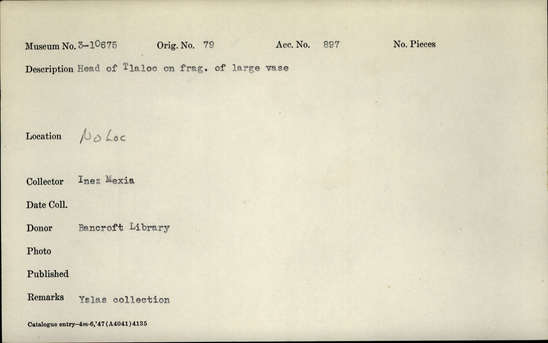 Museum No. 3-10675 Orig. No. 79 Acc. No. 897 No. Pieces
Description Head of Tlaloc on frag. of large vase
Location No Loc
Collector Inez Mexia
Date Coll.
Donor Bancroft Library
Photo
Published
Remarks Yslas collection
Catalogue entry—4m-6,'47(A4041)4135